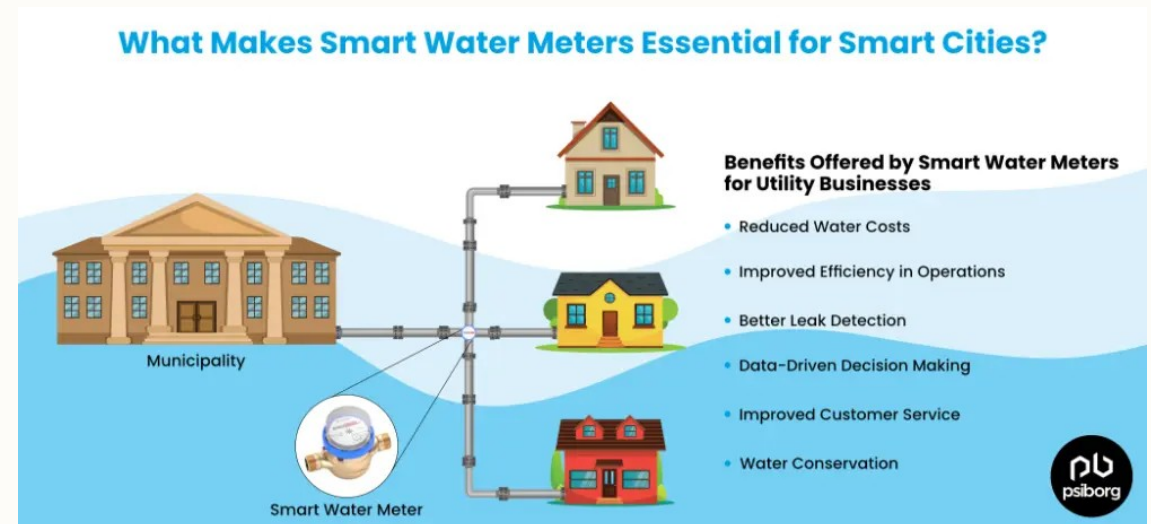 What Makes Smart Water Meters Essential for Smart Cities?
Benefits Offered by Smart Water Meters
for Utility Businesses
• Reduced Water Costs
• Improved Efficiency in Operations
• Better Leak Detection
• Data-Driven Decision Making
• Improved Customer Service
• Water Conservation
Municipality
Smart Water Meter
pb
psiborg